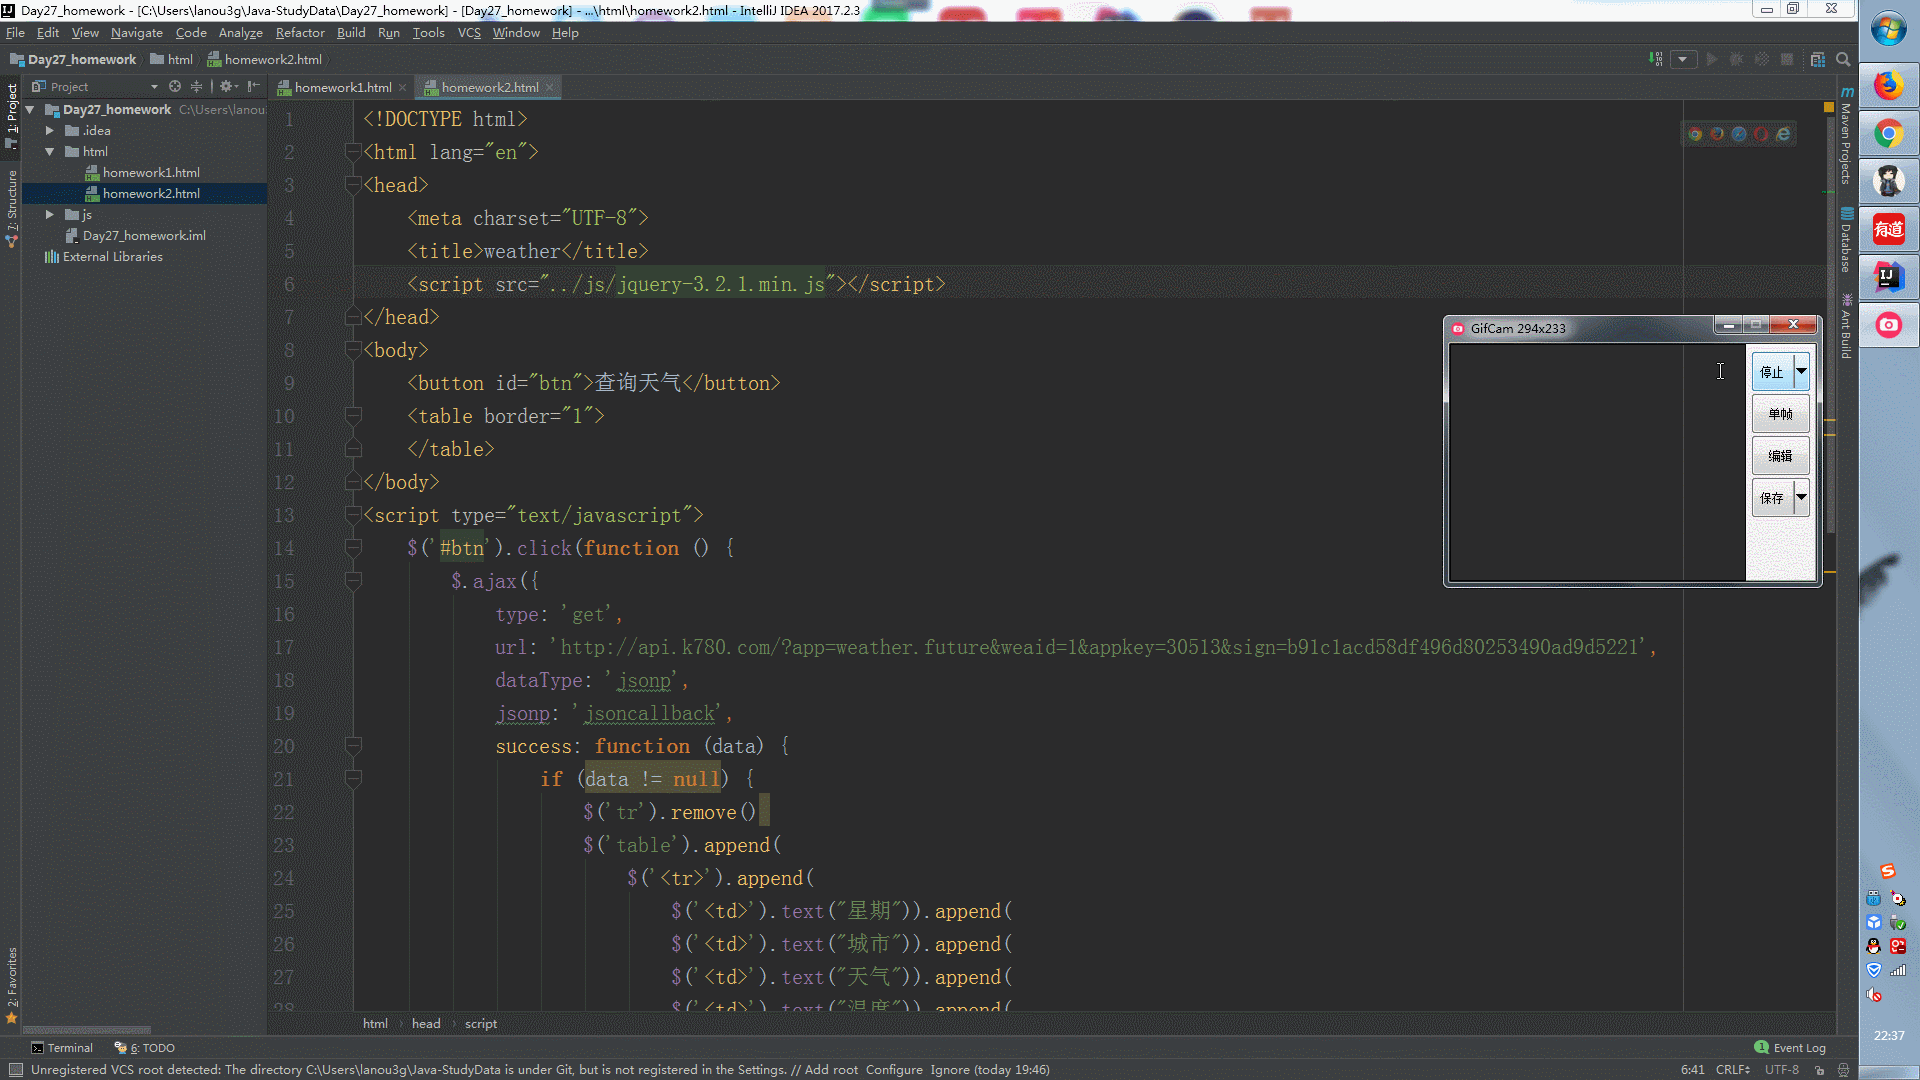 Day27_homework - [C:\Users\lanou3g\Java-StudyData\Day27_homework] - [Day27_homework] - ...\html\homework2.html - IntelliJ IDEA 2017.2.3
File Edit View Navigate Code Analyze Refactor Build Run Tools VCS Window Help
Day27_homework html homework2.html
Project
homework1.html homework2.html
1: Project
7: Structure
2: Favorites
Day27_homework C:\Users\lanou
.idea
html
homework1.html
homework2.html
js
Day27_homework.iml
External Libraries
1 <!DOCTYPE html>
2 <html lang="en">
3 <head>
4 <meta charset="UTF-8">
5 <title>weather</title>
6 <script src="../js/jquery-3.2.1.min.js"></script>
7 </head>
8 <body>
9 <button id="btn">查询天气</button>
10 <table border="1">
11 </table>
12 </body>
13 <script type="text/javascript">
14 $('#btn').click(function () {
15 $.ajax({
16 type: 'get',
17 url: 'http://api.k780.com/?app=weather.future&weaid=1&appkey=30513&sign=b91c1acd58df496d80253490ad9d5221',
18 dataType: 'jsonp',
19 jsonp: 'jsoncallback',
20 success: function (data) {
21 if (data != null) {
22 $('tr').remove()
23 $('table').append(
24 $('<tr>').append(
25 $('<td>').text("星期")).append(
26 $('<td>').text("城市")).append(
27 $('<td>').text("天气")).append(
28 $('<td>').text("温度")).append(
html head script
GifCam 294x233
停止
单帧
编辑
保存
Maven Projects
Database
Ant Build
有道
Terminal 6: TODO
1 Event Log
Unregistered VCS root detected: The directory C:\Users\lanou3g\Java-StudyData is under Git, but is not registered in the Settings. // Add root Configure Ignore (today 19:46)
6:41 CRLF UTF-8
22:37